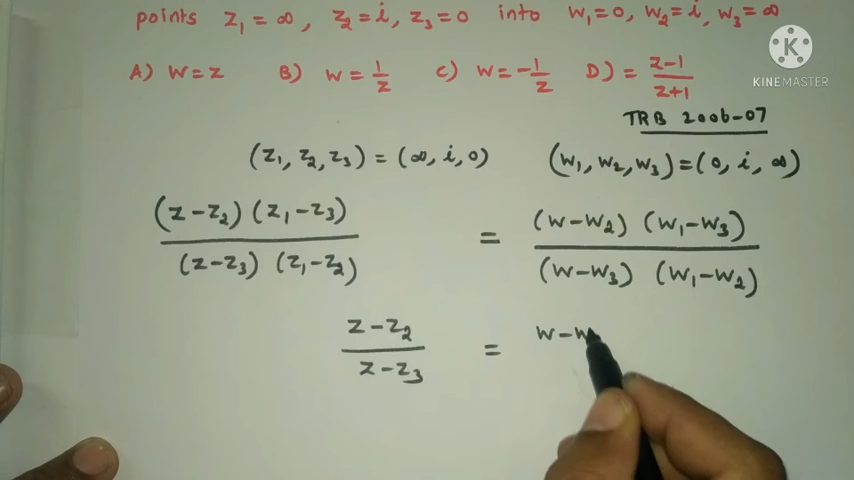 points z₁ = ∞ , z₂ = i , z₃ = 0 into w₁ = 0, w₂ = i, w₃ = ∞
A) w = z B) w = 1/z C) w = -1/z D) = z-1/z+1
KINEMASTER
TRB 2006-07
(z₁, z₂, z₃) = (∞, i, 0) (w₁, w₂, w₃) = (0, i, ∞)
(z-z₂) (z₁-z₃) / (z-z₃) (z₁-z₂) = (w-w₂) (w₁-w₃) / (w-w₃) (w₁-w₂)
z-z₂ / z-z₃ = w-w